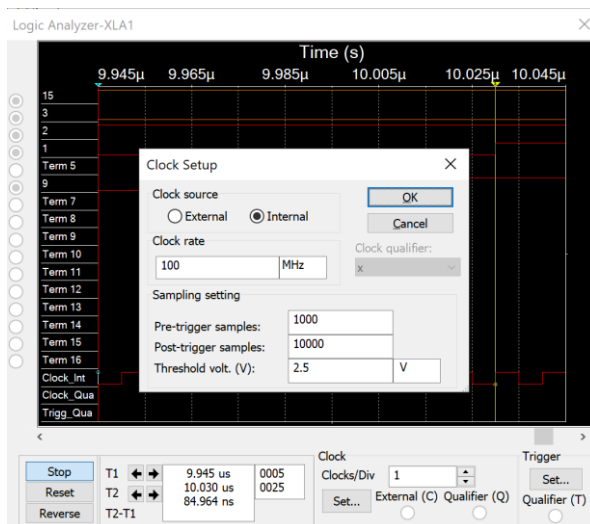 Logic Analyzer-XLA1
Time (s)
9.945µ 9.965µ 9.985µ 10.005µ 10.025µ 10.045µ
15
3
2
1
Term 5
9
Term 7
Term 8
Term 9
Term 10
Term 11
Term 12
Term 13
Term 14
Term 15
Term 16
Clock_Int
Clock_Qua
Trigg_Qua
Clock Setup
Clock source
External Internal
OK
Cancel
Clock rate
100 MHz
Clock qualifier:
x
Sampling setting
Pre-trigger samples: 1000
Post-trigger samples: 10000
Threshold volt. (V): 2.5 V
Stop
Reset
Reverse
T1 9.945 us 0005
T2 10.030 us 0025
T2-T1 84.964 ns
Clock
Clocks/Div 1
Set... External (C) Qualifier (Q)
Trigger
Set...
Qualifier (T)